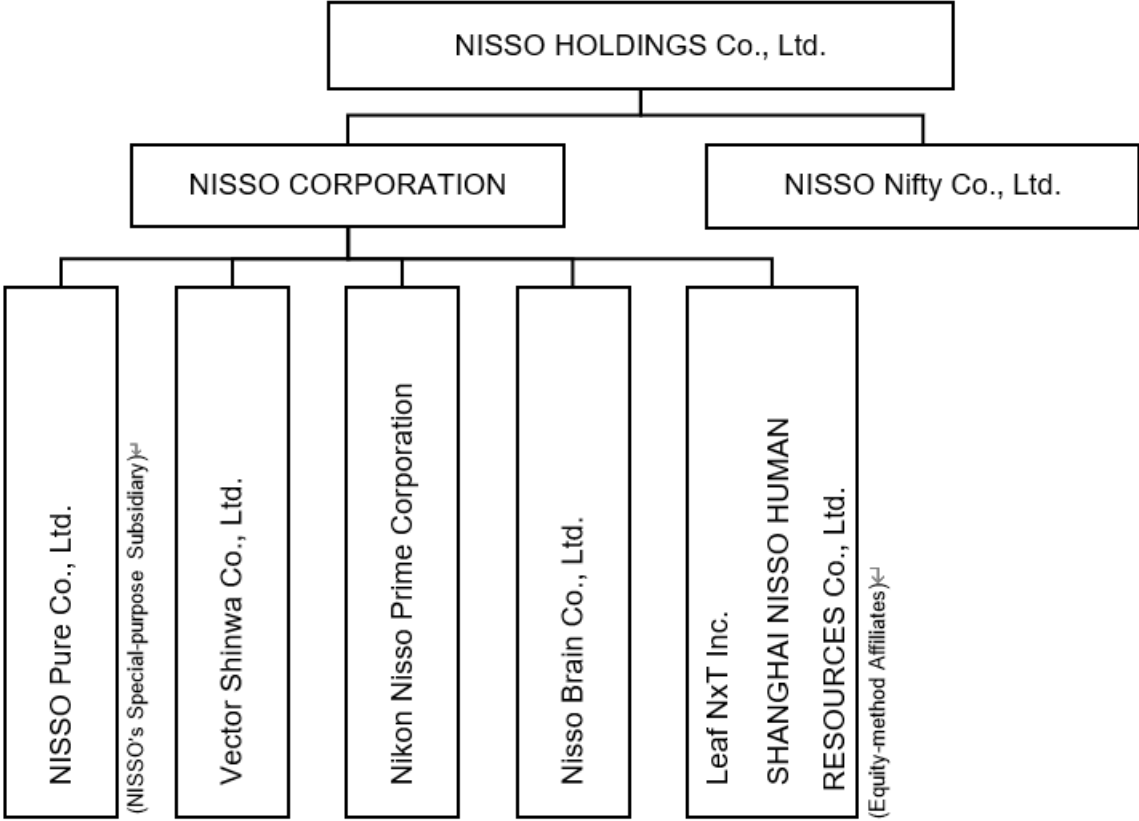 NISSO HOLDINGS Co., Ltd.
NISSO CORPORATION
NISSO Nifty Co., Ltd.
NISSO Pure Co., Ltd.
(NISSO's Special-purpose Subsidiary)↵
Vector Shinwa Co., Ltd.
Nikon Nisso Prime Corporation
Nisso Brain Co., Ltd.
Leaf NxT Inc.
SHANGHAI NISSO HUMAN
RESOURCES Co., Ltd.
(Equity-method Affiliates)↵